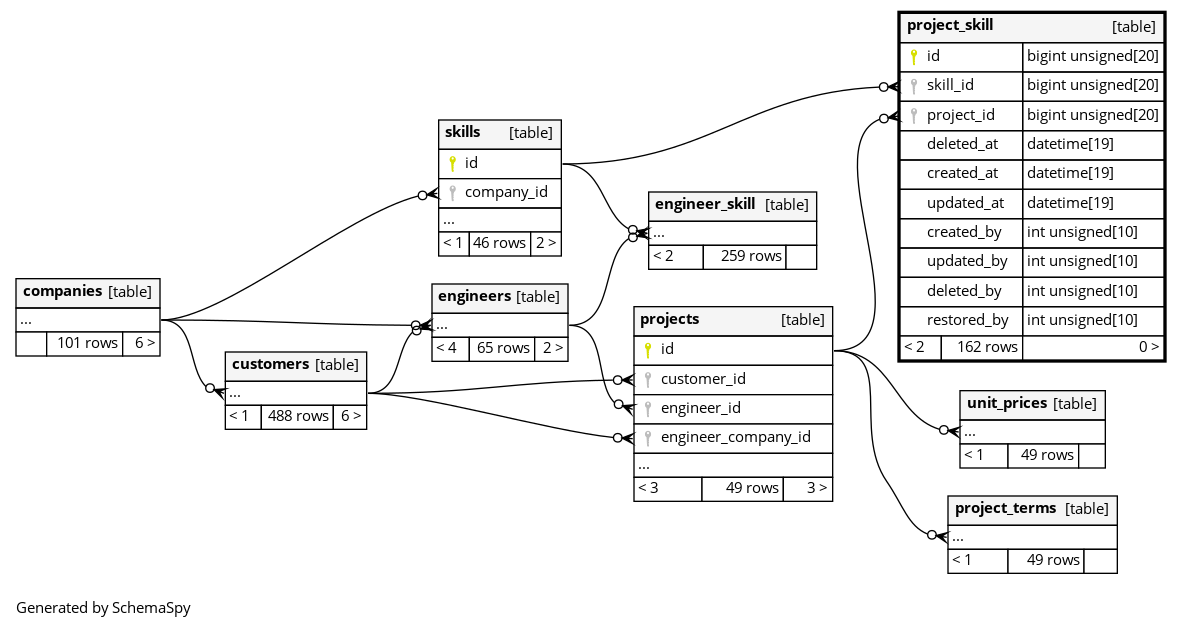 project_skill [table]
id bigint unsigned[20]
skill_id bigint unsigned[20]
project_id bigint unsigned[20]
deleted_at datetime[19]
created_at datetime[19]
updated_at datetime[19]
created_by int unsigned[10]
updated_by int unsigned[10]
deleted_by int unsigned[10]
restored_by int unsigned[10]
< 2 162 rows 0 >
skills [table]
id
company_id
...
< 1 46 rows 2 >
engineer_skill [table]
...
< 2 259 rows
companies [table]
...
101 rows 6 >
engineers [table]
...
< 4 65 rows 2 >
customers [table]
...
< 1 488 rows 6 >
projects [table]
id
customer_id
engineer_id
engineer_company_id
...
< 3 49 rows 3 >
unit_prices [table]
...
< 1 49 rows
project_terms [table]
...
< 1 49 rows
Generated by SchemaSpy